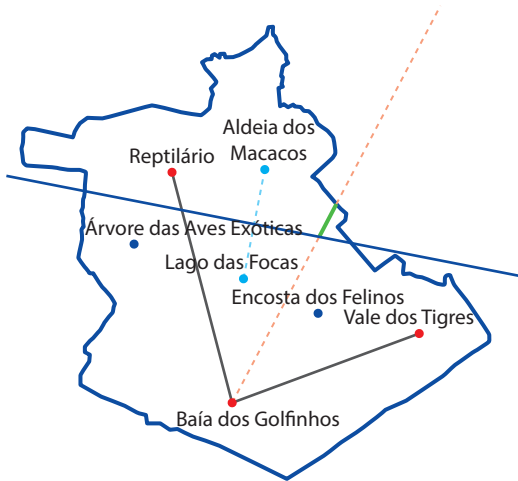 Aldeia dos
Macacos
Reptilário
Árvore das Aves Exóticas
Lago das Focas
Encosta dos Felinos
Vale dos Tigres
Baía dos Golfinhos